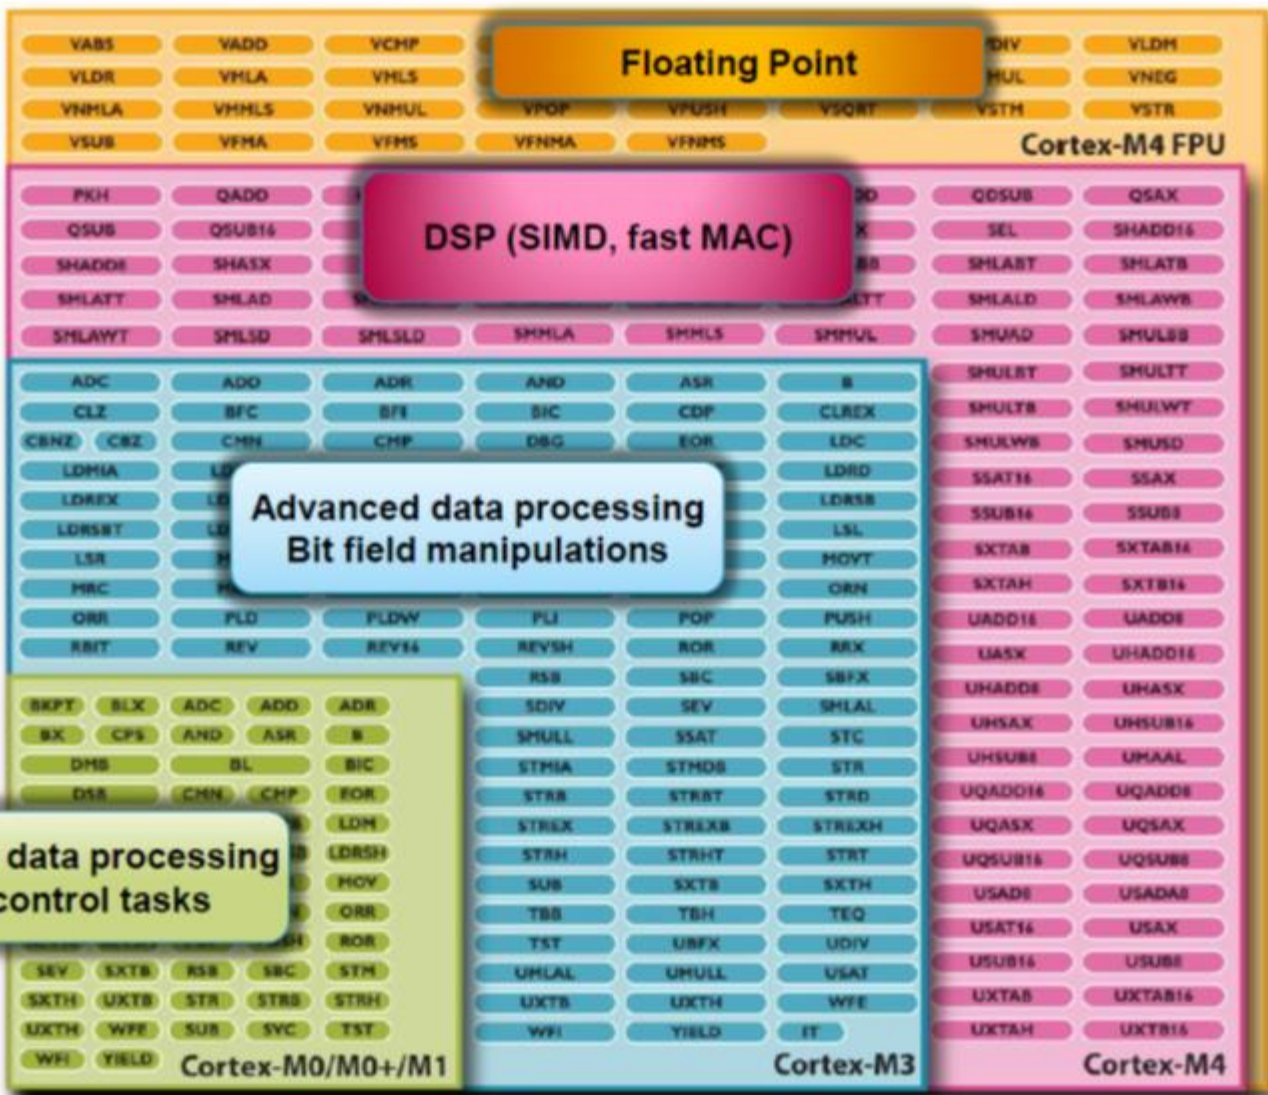 VABS VADD VCMP DIV VLDM
Floating Point
VLDR VMLA VMLS MUL VNEG
VNMLA VMMLS VNMUL VPOP VPUSH VSQRT VSTM VSTR
VSUB VFMA VFMS VFNMA VFNMS
Cortex-M4 FPU
PKH QADD DD QDSUB QSAX
QSUB QSUB16 X SEL SHADD16
DSP (SIMD, fast MAC)
SHADD8 SHASX BB SMLABT SMLATB
SMLATT SMLAD LTT SMLALD SMLAWB
SMLAWT SMLSD SMLSLD SMMLA SMMLS SMMUL SMUAD SMULBB
ADC ADD ADR AND ASR B SMULBT SMULTT
CLZ BFC BFI BIC CDP CLREX SMULTB SMULWT
CBNZ CBZ CMN CMP DBG EOR LDC SMULWB SMUSD
LDMIA LDRD SSAT16 SSAX
LDREX LDRSB SSUB16 SSUB8
Advanced data processing
Bit field manipulations
LDRSBT LSL SXTAB SXTAB16
LSR MOVT
MRC ORN SXTAH SXTB16
ORR PLD PLDW PLI POP PUSH UADD16 UADD8
RBIT REV REV16 REVSH ROR RRX UASX UHADD16
RSB SBC SBFX UHADD8 UHASX
BKPT BLX ADC ADD ADR SDIV SEV SMLAL UHSAX UHSUB16
BX CPS AND ASR B SMULL SSAT STC UHSUB8 UMAAL
DMB BL BIC STMIA STMDB STR
DSB CMN CMP EOR STRB STRBT STRD UQADD16 UQADD8
LDM STREX STREXB STREXH UQASX UQSAX
data processing
control tasks
LDRSH STRH STRHT STRT UQSUB16 UQSUB8
MOV SUB SXTB SXTH USAD8 USADA8
ORR TBB TBH TEQ USAT16 USAX
ROR TST UBFX UDIV USUB16 USUB8
SEV SXTB RSB SBC STM UMLAL UMULL USAT
SXTH UXTB STR STRB STRH UXTB UXTH WFE UXTAB UXTAB16
UXTH WFE SUB SVC TST WFI YIELD IT UXTAH UXTB16
WFI YIELD
Cortex-M0/M0+/M1 Cortex-M3 Cortex-M4